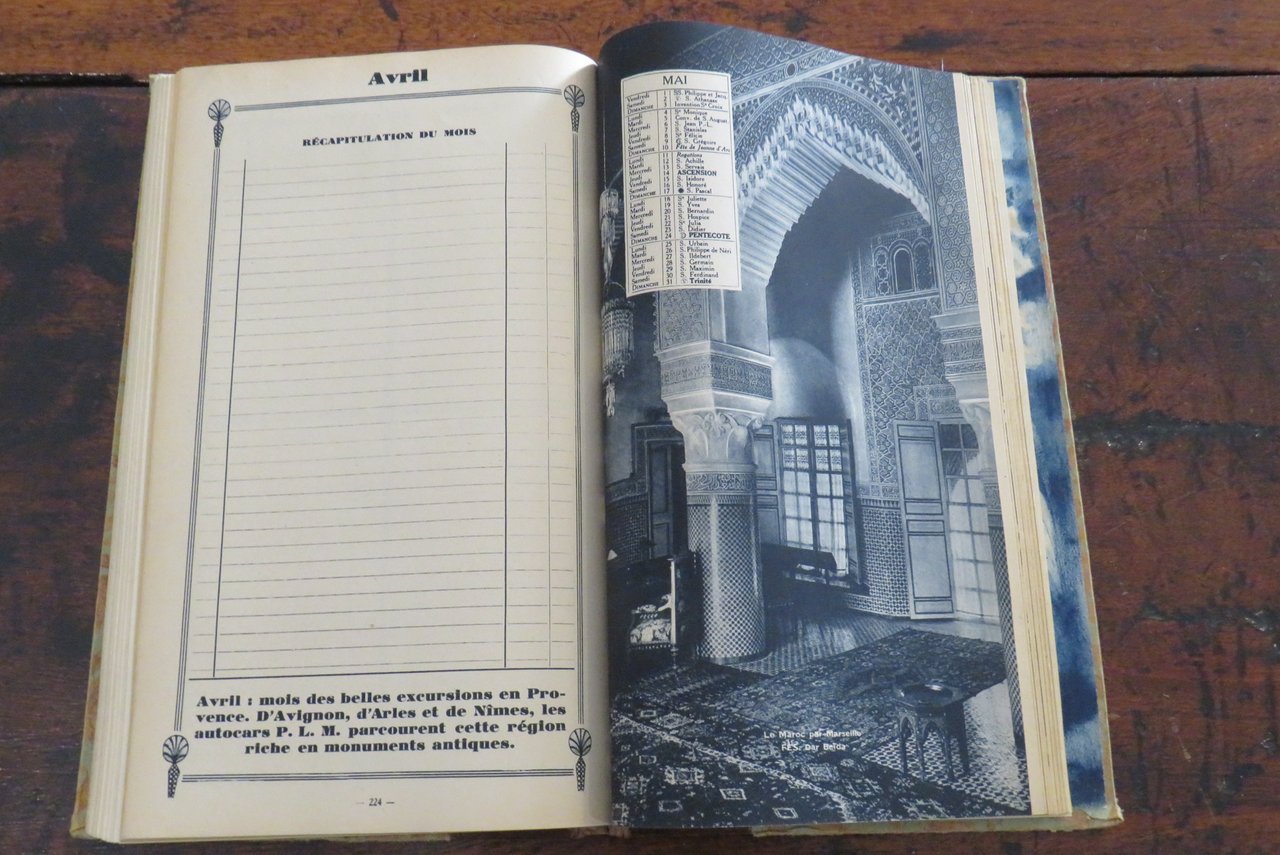 Avril
RÉCAPITULATION DU MOIS
Avril : mois des belles excursions en Pro-
vence. D'Avignon, d'Arles et de Nîmes, les
autocars P. L. M. parcourent cette région
riche en monuments antiques.
— 224 —
MAI
Vendredi 1 SS. Philippe et Jacq.
Samedi 2 S. Athanase
DIMANCHE 3 Invention Sᵉ Croix
Lundi 4 Sᵉ Monique
Mardi 5 Conv. de S. August
Mercredi 6 S. Jean P.-L.
Jeudi 7 S. Stanislas
Vendredi 8 Sᵉ Félicie
Samedi 9 S. Grégoire
DIMANCHE 10 Fête de Jeanne d'Arc
Lundi 11 Rogations
Mardi 12 S. Achille
Mercredi 13 S. Servais
Jeudi 14 ASCENSION
Vendredi 15 S. Isidore
Samedi 16 S. Honoré
DIMANCHE 17 S. Pascal
Lundi 18 Sᵉ Juliette
Mardi 19 S. Yves
Mercredi 20 S. Bernardin
Jeudi 21 S. Hospice
Vendredi 22 Sᵉ Julia
Samedi 23 S. Didier
DIMANCHE 24 PENTECOTE
Lundi 25 S. Urbain
Mardi 26 S. Philippe de Néri
Mercredi 27 S. Ildebert
Jeudi 28 S. Germain
Vendredi 29 S. Maximin
Samedi 30 S. Ferdinand
DIMANCHE 31 Trinité
Le Maroc par Marseille
FÈS. Dar Beïda